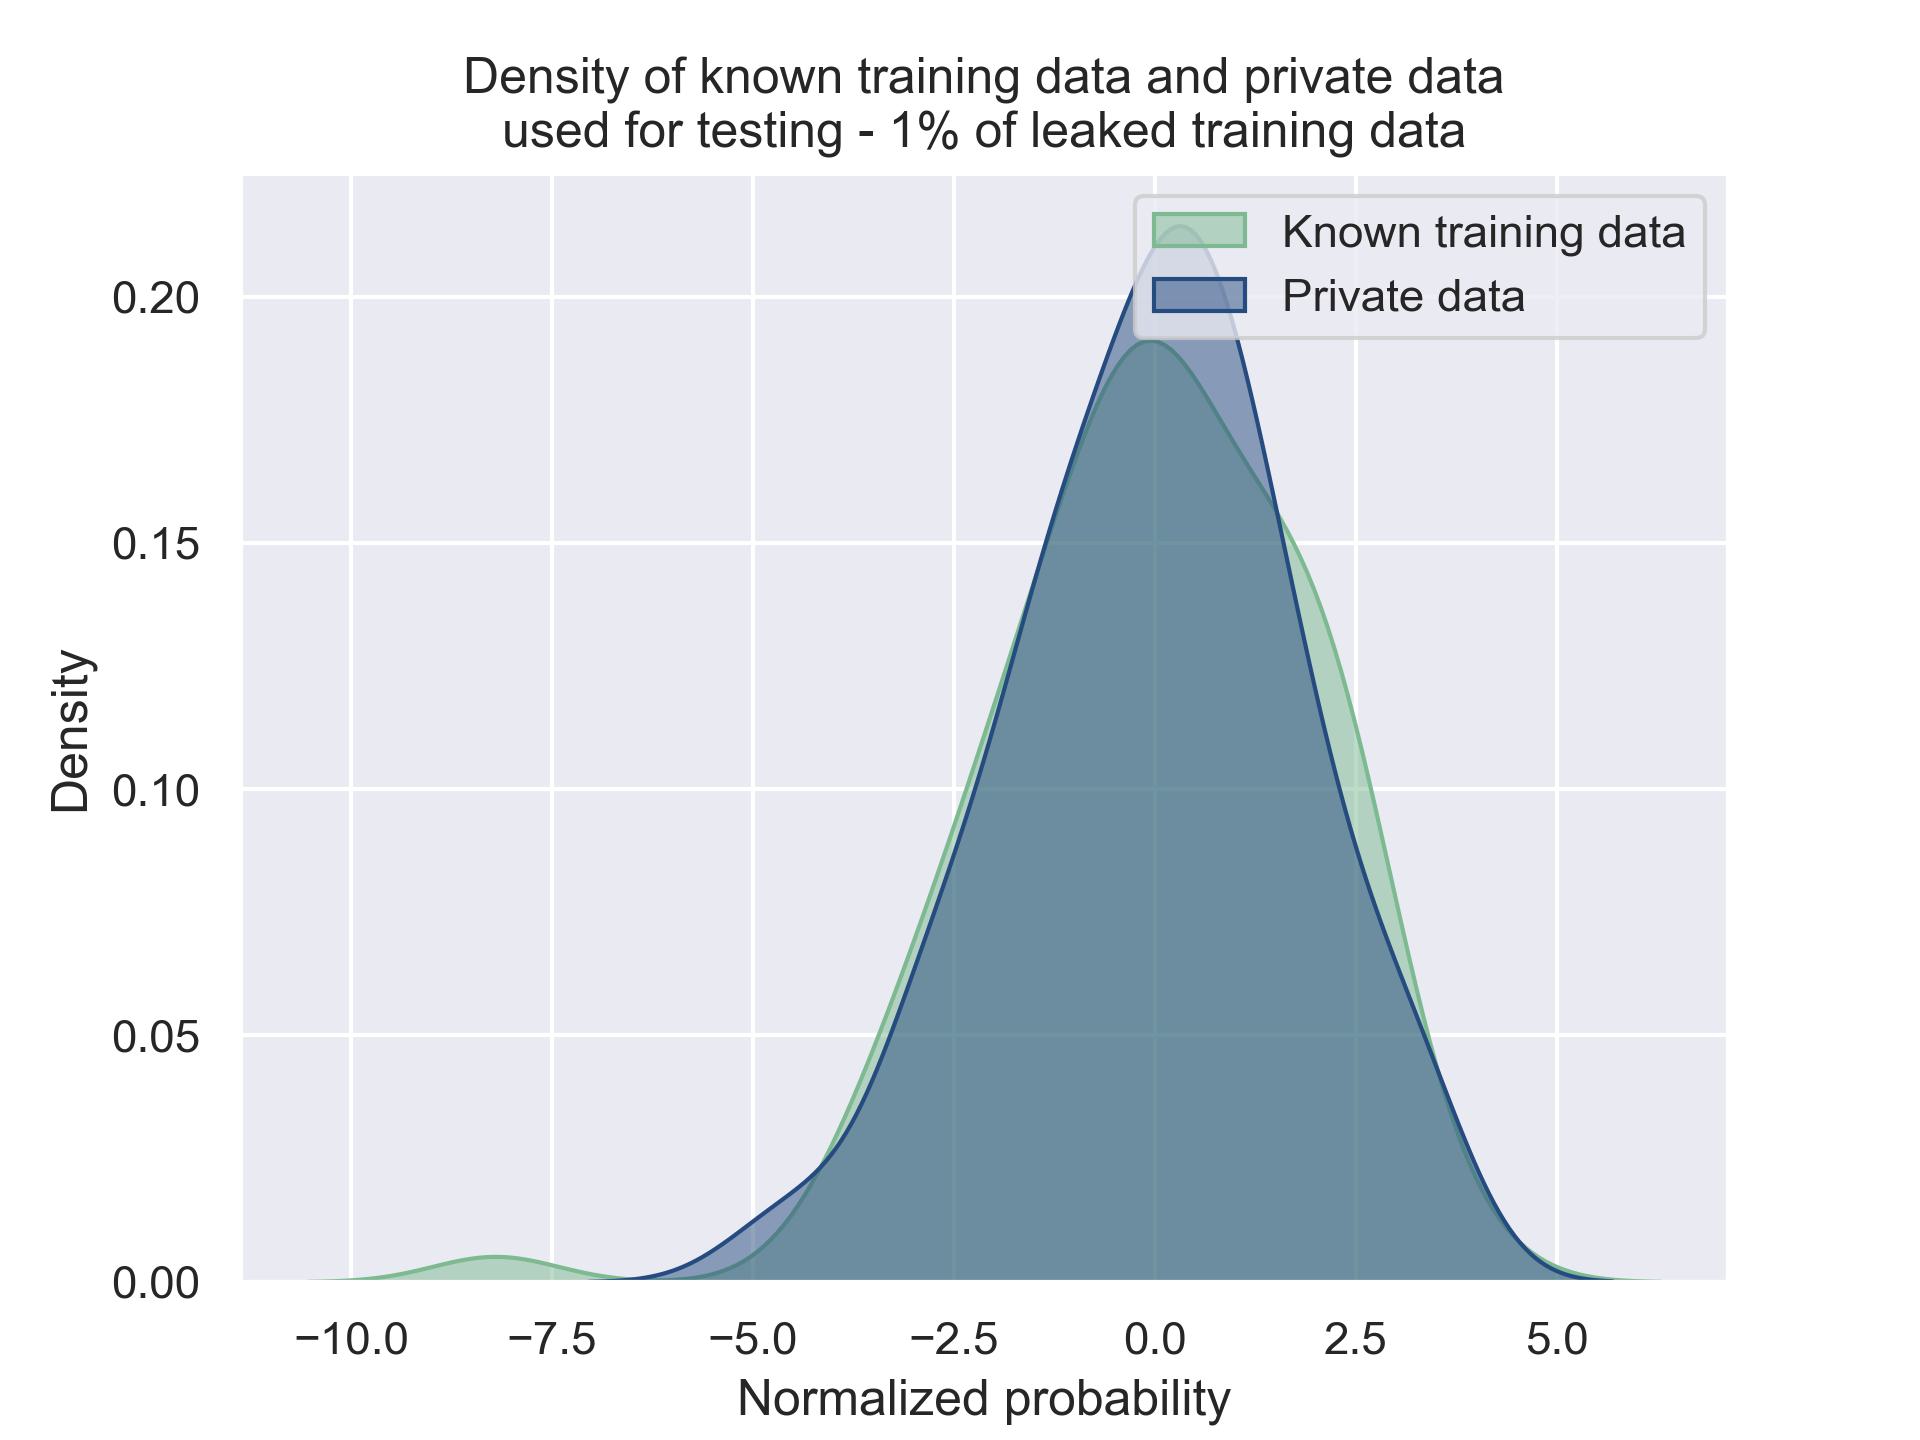 Density of known training data and private data
used for testing - 1% of leaked training data
Known training data
Private data
Density
0.20
0.15
0.10
0.05
0.00
−10.0 −7.5 −5.0 −2.5 0.0 2.5 5.0
Normalized probability